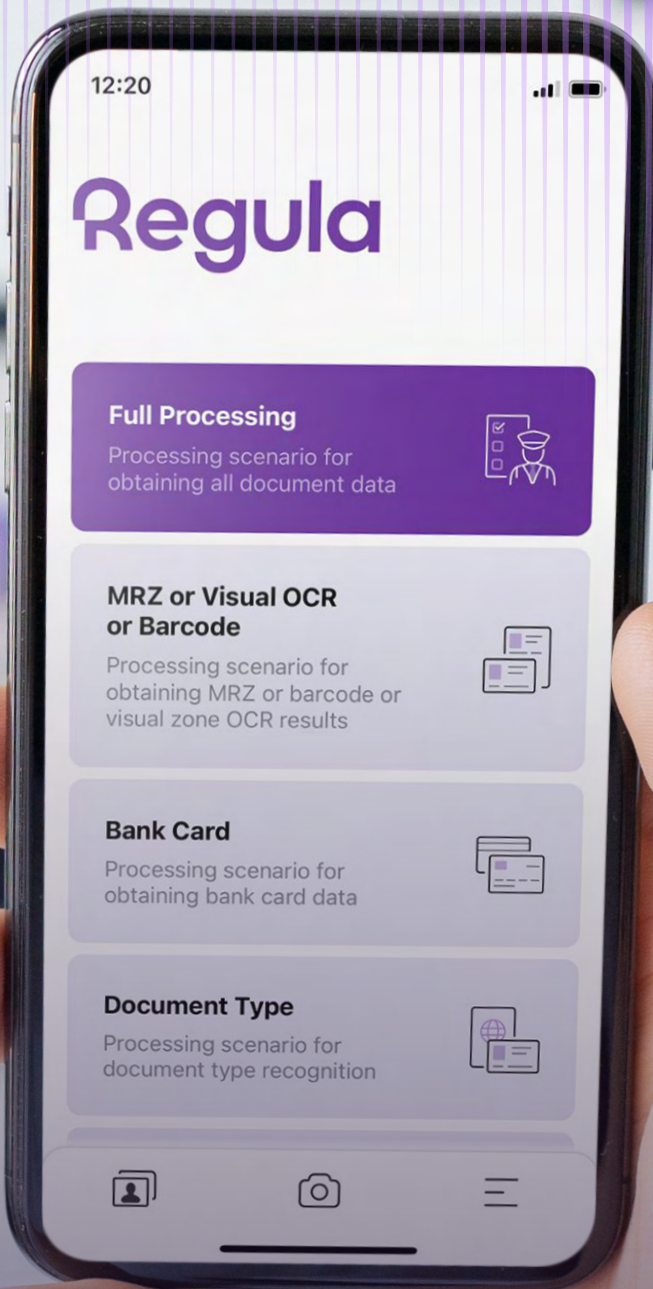 12:20
Regula
Full Processing
Processing scenario for
obtaining all document data
MRZ or Visual OCR
or Barcode
Processing scenario for
obtaining MRZ or barcode or
visual zone OCR results
Bank Card
Processing scenario for
obtaining bank card data
Document Type
Processing scenario for
document type recognition